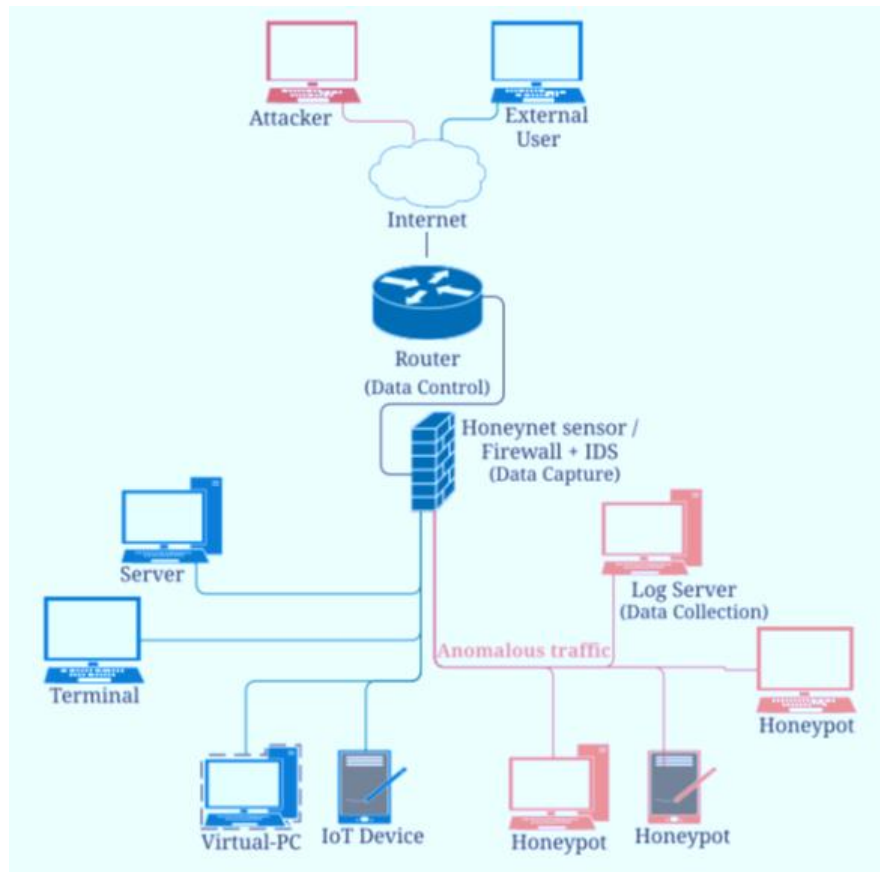 Attacker
External
User
Internet
Router
(Data Control)
Honeynet sensor /
Firewall + IDS
(Data Capture)
Server
Log Server
(Data Collection)
Terminal
Anomalous traffic
Honeypot
Virtual-PC
IoT Device
Honeypot
Honeypot